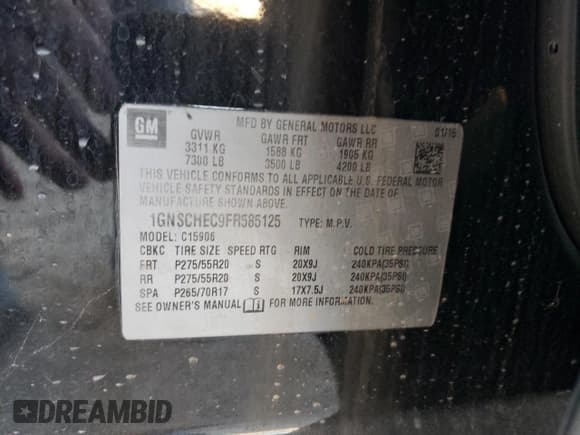 GM
MFD BY GENERAL MOTORS LLC
GVWR GAWR FRT GAWR RR
3311 KG 1588 KG 1905 KG
7300 LB 3500 LB 4200 LB
THIS VEHICLE CONFORMS TO ALL APPLICABLE U.S. FEDERAL MOTOR
VEHICLE SAFETY STANDARDS IN EFFECT ON THE DATE OF
MANUFACTURE SHOWN ABOVE.
1GNSCHEC9FR585125 TYPE: M.P.V.
MODEL: C15906
CBKC TIRE SIZE SPEED RTG RIM COLD TIRE PRESSURE
FRT P275/55R20 S 20X9J 240KPA(35PSI)
RR P275/55R20 S 20X9J 240KPA(35PSI)
SPA P265/70R17 S 17X7.5J 240KPA(35PSI)
SEE OWNER'S MANUAL FOR MORE INFORMATION.
DREAMBID